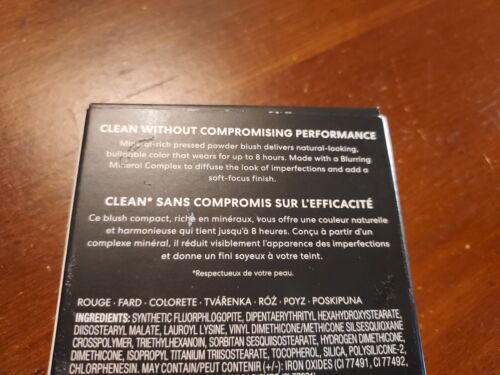 CLEAN WITHOUT COMPROMISING PERFORMANCE
Mineral-rich pressed powder blush delivers natural-looking,
buildable color that wears for up to 8 hours. Made with a Blurring
Mineral Complex to diffuse the look of imperfections and add a
soft-focus finish.
CLEAN* SANS COMPROMIS SUR L'EFFICACITÉ
Ce blush compact, riche en minéraux, vous offre une couleur naturelle
et harmonieuse qui tient jusqu'à 8 heures. Conçu à partir d'un
complexe minéral, il réduit visiblement l'apparence des imperfections
et donne un fini soyeux à votre teint.
*Respectueux de votre peau.
ROUGE · FARD · COLORETE · TVÁŘENKA · RÓŻ · POYZ · POSKIPUNA
INGREDIENTS: SYNTHETIC FLUORPHLOGOPITE, DIPENTAERYTHRITYL HEXAHYDROXYSTEARATE,
DIISOSTEARYL MALATE, LAUROYL LYSINE, VINYL DIMETHICONE/METHICONE SILSESQUIOXANE
CROSSPOLYMER, TRIETHYLHEXANOIN, SORBITAN SESQUIOSTEARATE, HYDROGEN DIMETHICONE,
DIMETHICONE, ISOPROPYL TITANIUM TRIISOSTEARATE, TOCOPHEROL, SILICA, POLYSILICONE-2,
CHLORPHENESIN. MAY CONTAIN/PEUT CONTENIR (+/-): IRON OXIDES (CI 77491, CI 77492,